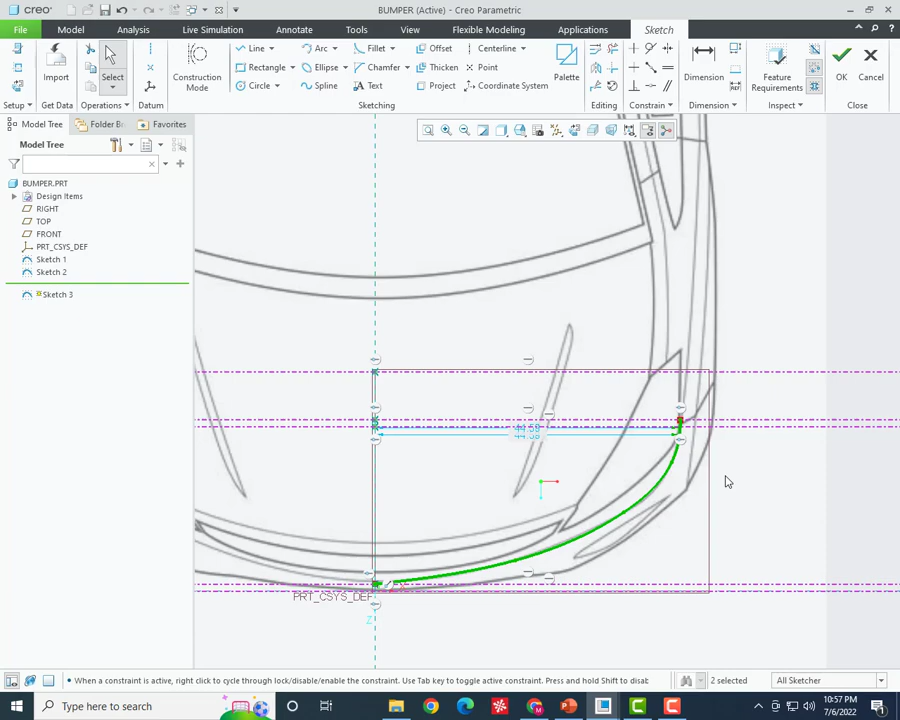 creo
BUMPER (Active) - Creo Parametric
File
Model
Analysis
Live Simulation
Annotate
Tools
View
Flexible Modeling
Applications
Sketch
Import
Select
Construction
Mode
Line
Arc
Fillet
Offset
Centerline
Rectangle
Ellipse
Chamfer
Thicken
Point
Circle
Spline
Text
Project
Coordinate System
Palette
Dimension
Feature
Requirements
OK
Cancel
Setup
Get Data
Operations
Datum
Sketching
Editing
Constrain
Dimension
Inspect
Close
Model Tree
Folder Br
Favorites
Model Tree
BUMPER.PRT
Design Items
RIGHT
TOP
FRONT
PRT_CSYS_DEF
Sketch 1
Sketch 2
Sketch 3
PRT_CSYS_DEF
Z
When a constraint is active, right click to cycle through lock/disable/enable the constraint. Use Tab key to toggle active constraint. Press and hold Shift to disab
2 selected
All Sketcher
Type here to search
10:57 PM
7/6/2022